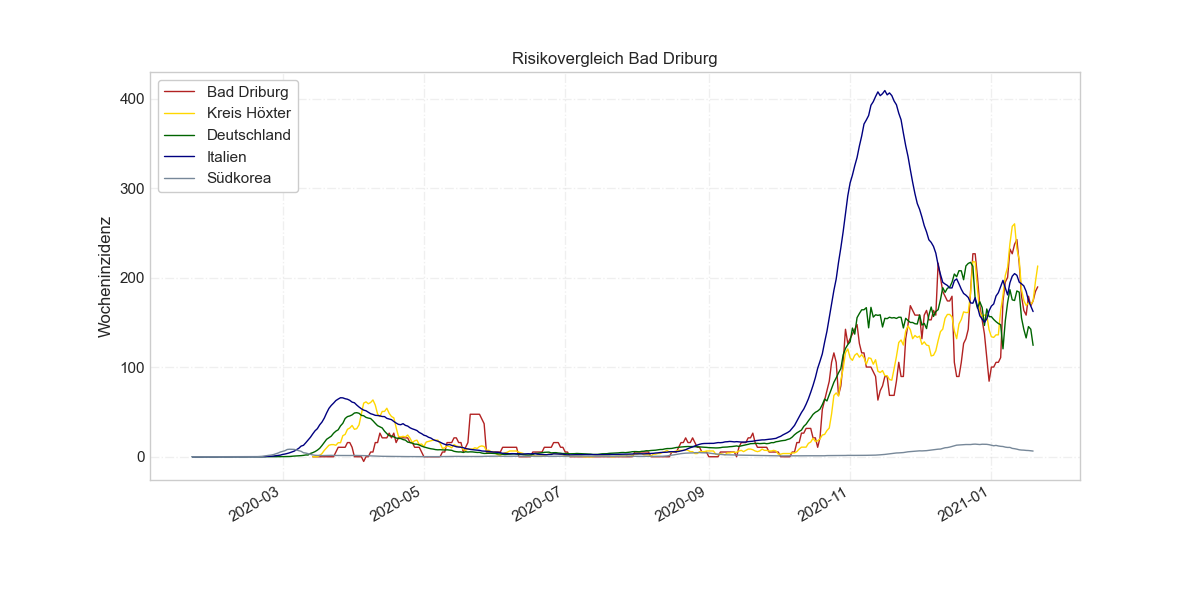 Risikovergleich Bad Driburg
Bad Driburg
Kreis Höxter
Deutschland
Italien
Südkorea
Wocheninzidenz
400
300
200
100
0
2020-03
2020-05
2020-07
2020-09
2020-11
2021-01